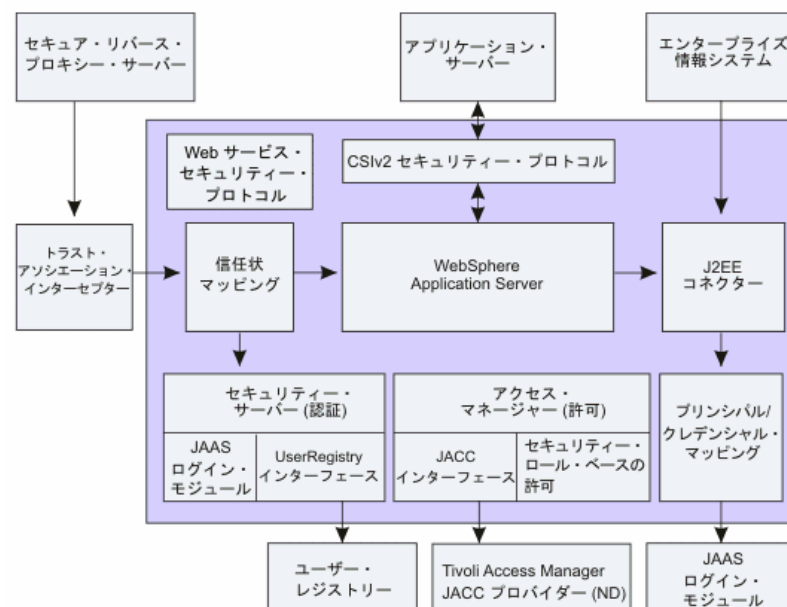 セキュア・リバース・
プロキシー・サーバー
アプリケーション・
サーバー
エンタープライズ
情報システム
Web サービス・
セキュリティー・
プロトコル
CSIv2 セキュリティー・プロトコル
トラスト・
アソシエーション・
インターセプター
信任状
マッピング
WebSphere
Application Server
J2EE
コネクター
セキュリティー・
サーバー (認証)
JAAS
ログイン・
モジュール
UserRegistry
インターフェース
アクセス・
マネージャー (許可)
JACC
インターフェース
セキュリティー・
ロール・ベースの
許可
プリンシパル/
クレデンシャル・
マッピング
ユーザー・
レジストリー
Tivoli Access Manager
JACC プロバイダー (ND)
JAAS
ログイン・
モジュール